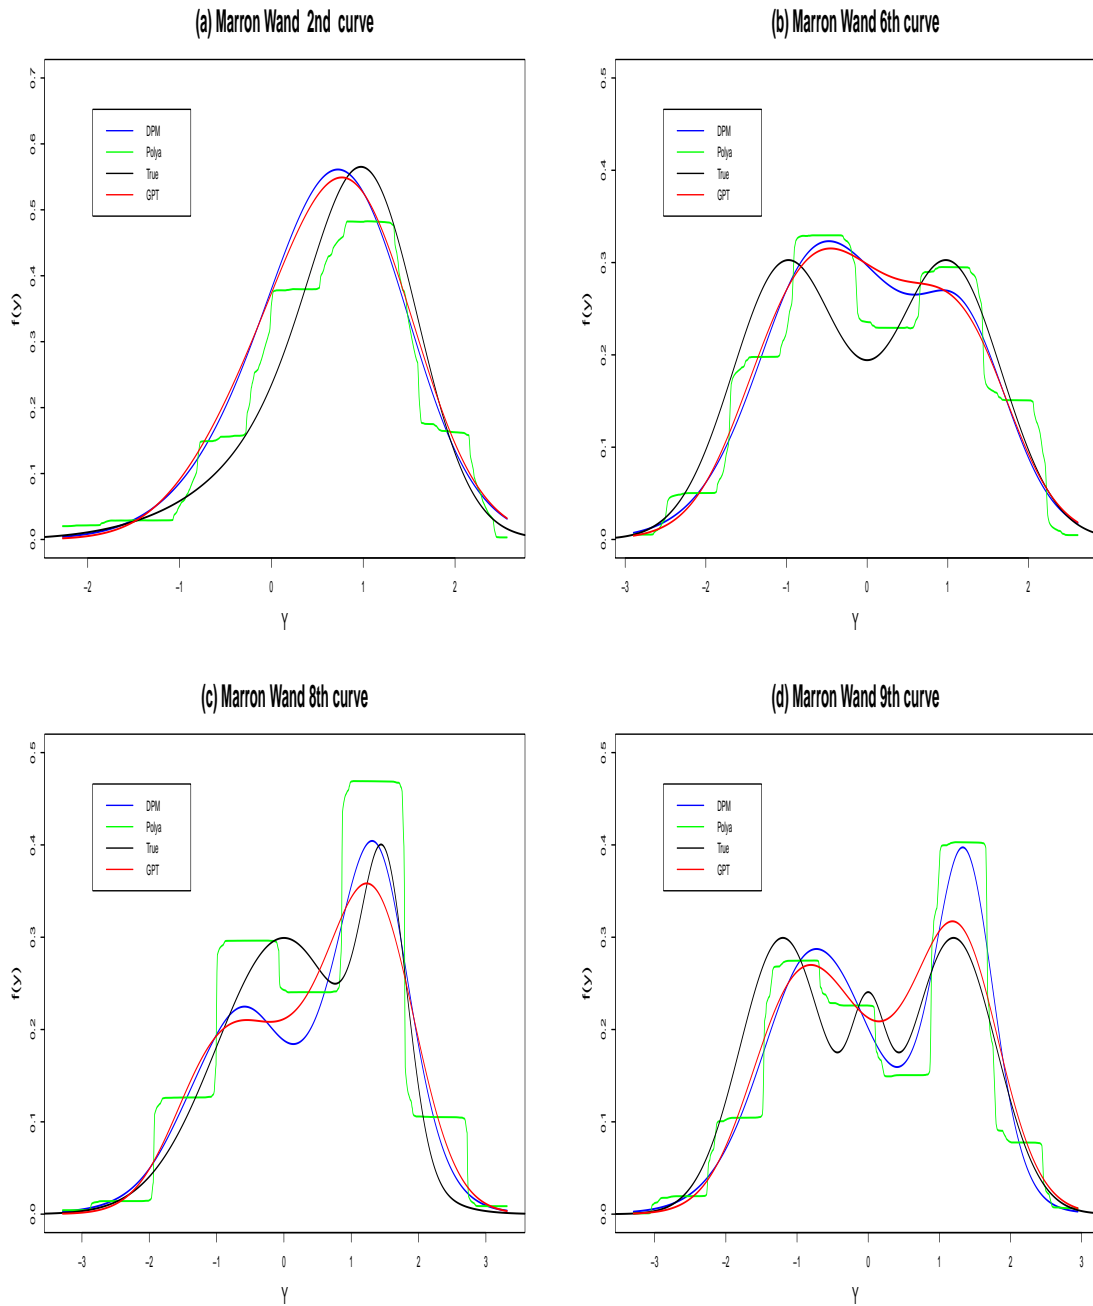 (a) Marron Wand 2nd curve
f(y)
0.7
0.6
0.5
0.4
0.3
0.2
0.1
0.0
DPM
Polya
True
GPT
−2
−1
0
1
2
Y
(b) Marron Wand 6th curve
f(y)
0.5
0.4
0.3
0.2
0.1
0.0
DPM
Polya
True
GPT
−3
−2
−1
0
1
2
Y
(c) Marron Wand 8th curve
f(y)
0.5
0.4
0.3
0.2
0.1
0.0
DPM
Polya
True
GPT
−3
−2
−1
0
1
2
3
Y
(d) Marron Wand 9th curve
f(y)
0.5
0.4
0.3
0.2
0.1
0.0
DPM
Polya
True
GPT
−3
−2
−1
0
1
2
3
Y